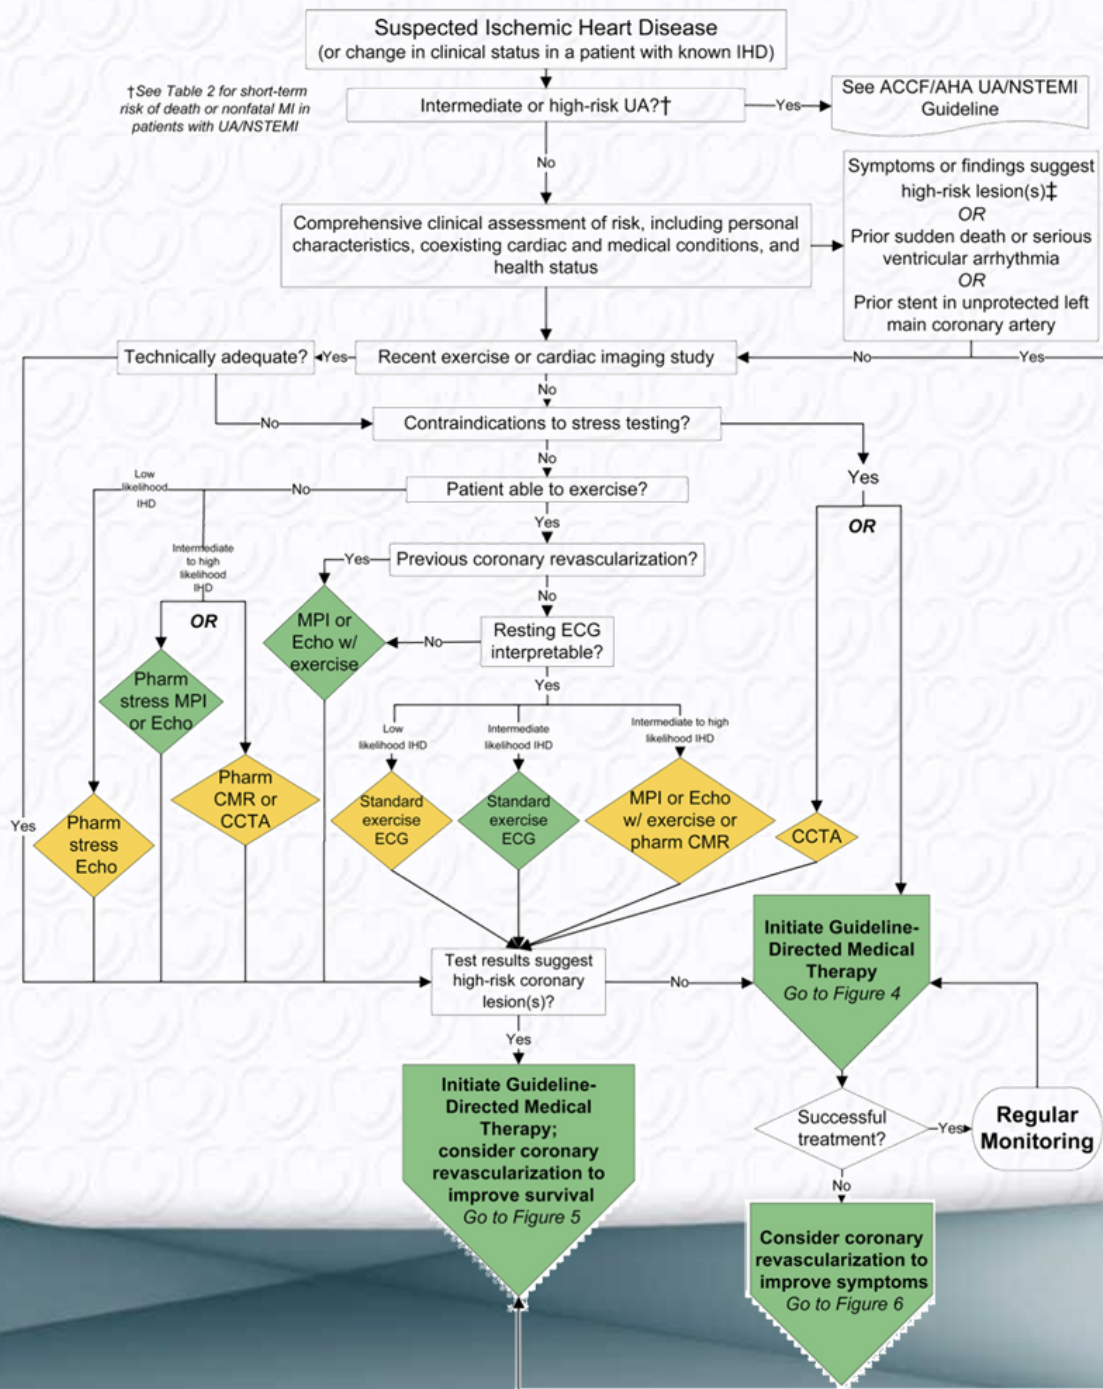 Suspected Ischemic Heart Disease
(or change in clinical status in a patient with known IHD)
†See Table 2 for short-term
risk of death or nonfatal MI in
patients with UA/NSTEMI
Intermediate or high-risk UA?†
Yes
See ACCF/AHA UA/NSTEMI
Guideline
No
Symptoms or findings suggest
high-risk lesion(s)‡
OR
Prior sudden death or serious
ventricular arrhythmia
OR
Prior stent in unprotected left
main coronary artery
Comprehensive clinical assessment of risk, including personal
characteristics, coexisting cardiac and medical conditions, and
health status
Technically adequate?
Yes
Recent exercise or cardiac imaging study
No
Yes
No
No
Contraindications to stress testing?
No
Yes
Low
likelihood
IHD
No
Patient able to exercise?
OR
Yes
Intermediate
to high
likelihood
IHD
Yes
Previous coronary revascularization?
No
OR
MPI or
Echo w/
exercise
No
Resting ECG
interpretable?
Yes
Pharm
stress MPI
or Echo
Low
likelihood IHD
Intermediate
likelihood IHD
Intermediate to high
likelihood IHD
Pharm
CMR or
CCTA
Standard
exercise
ECG
Standard
exercise
ECG
MPI or Echo
w/ exercise or
pharm CMR
CCTA
Yes
Pharm
stress
Echo
Initiate Guideline-
Directed Medical
Therapy
Go to Figure 4
Test results suggest
high-risk coronary
lesion(s)?
No
Yes
Initiate Guideline-
Directed Medical
Therapy;
consider coronary
revascularization to
improve survival
Go to Figure 5
Successful
treatment?
Yes
Regular
Monitoring
No
Consider coronary
revascularization to
improve symptoms
Go to Figure 6